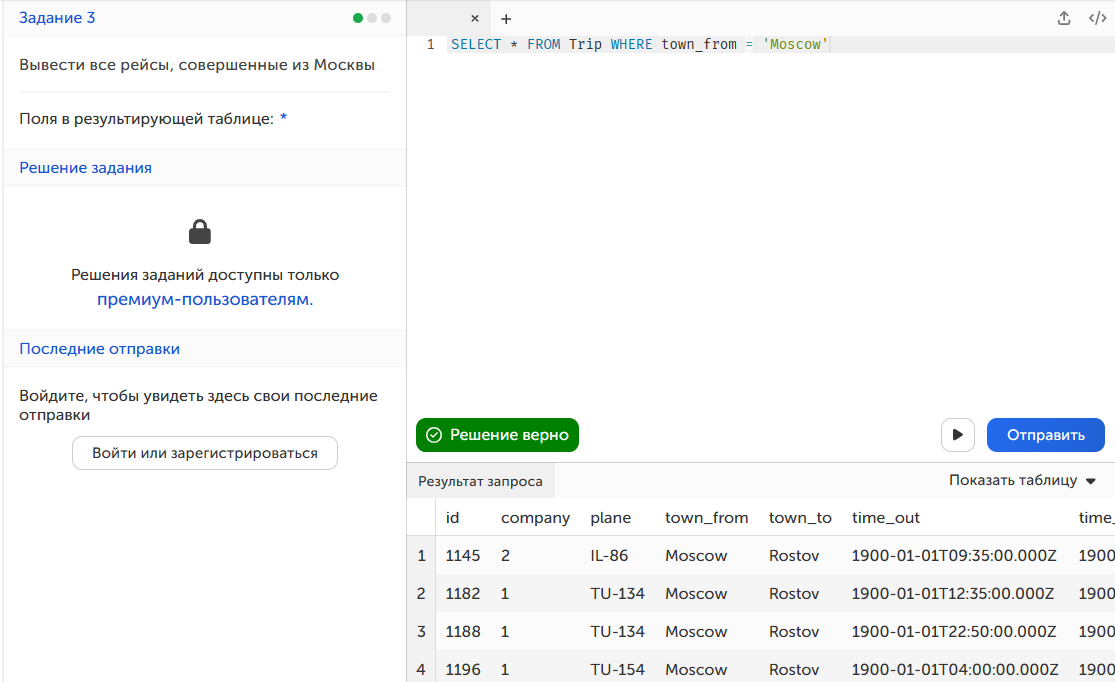 Задание 3
Вывести все рейсы, совершенные из Москвы
Поля в результирующей таблице: *
Решение задания
Решения заданий доступны только
премиум-пользователям.
Последние отправки
Войдите, чтобы увидеть здесь свои последние
отправки
Войти или зарегистрироваться
× +
</>
1 SELECT * FROM Trip WHERE town_from = 'Moscow'
Решение верно
Отправить
Результат запроса
Показать таблицу
id company plane town_from town_to time_out time_
1 1145 2 IL-86 Moscow Rostov 1900-01-01T09:35:00.000Z 1900
2 1182 1 TU-134 Moscow Rostov 1900-01-01T12:35:00.000Z 1900
3 1188 1 TU-134 Moscow Rostov 1900-01-01T22:50:00.000Z 1900
4 1196 1 TU-154 Moscow Rostov 1900-01-01T04:00:00.000Z 1900